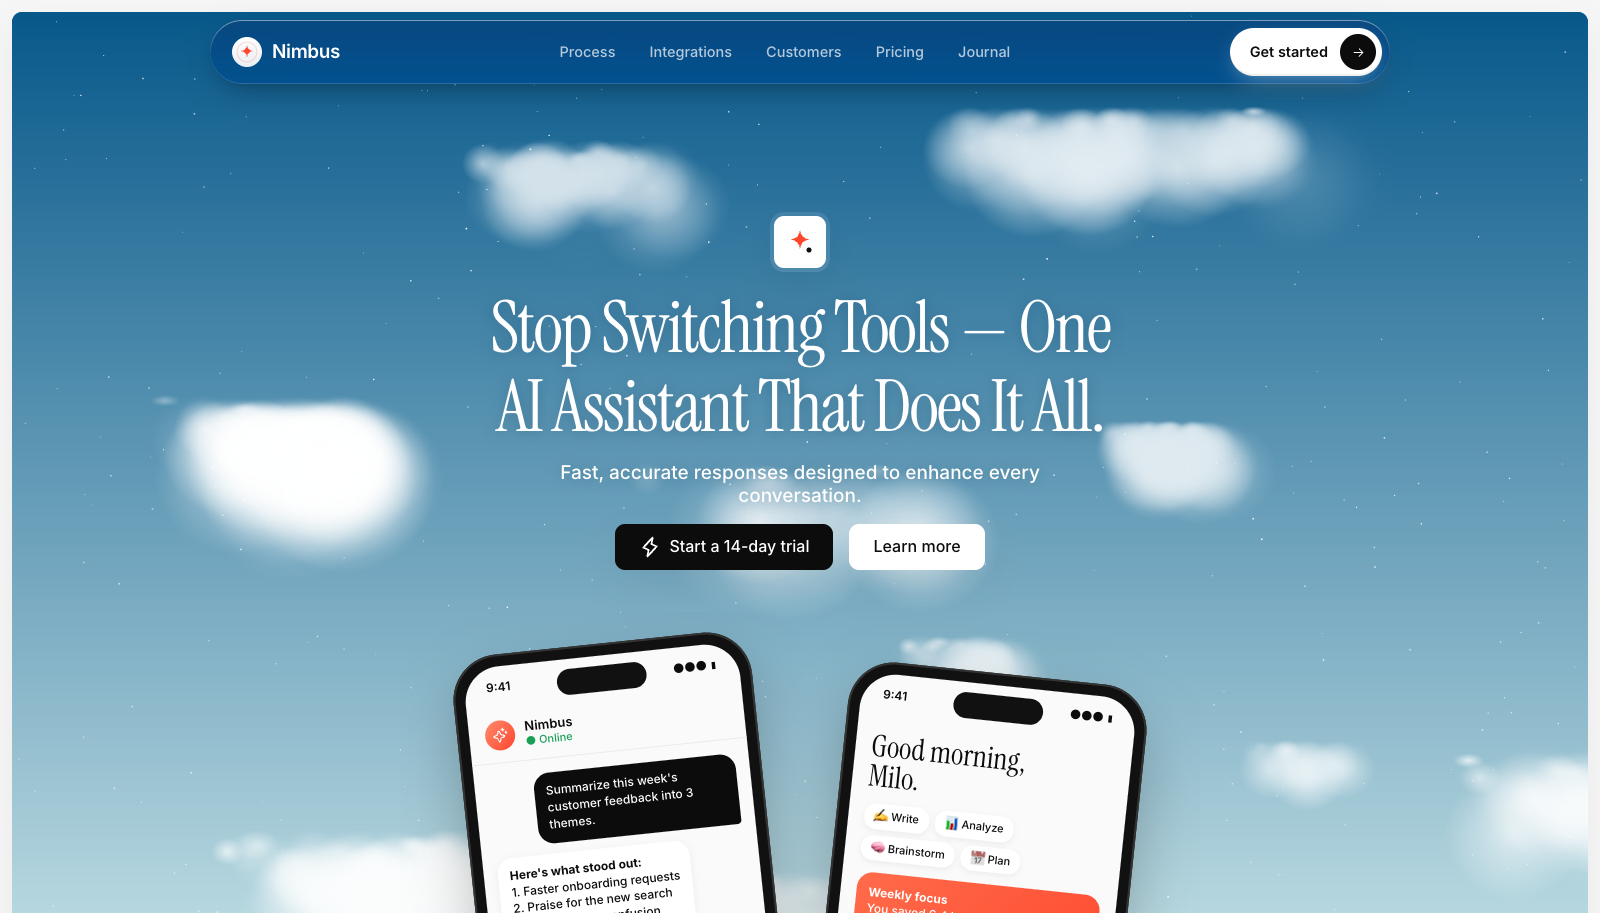 Nimbus
Process
Integrations
Customers
Pricing
Journal
Get started
Stop Switching Tools — One
AI Assistant That Does It All.
Fast, accurate responses designed to enhance every
conversation.
Start a 14-day trial
Learn more
9:41
Nimbus
Online
Summarize this week's
customer feedback into 3
themes.
Here's what stood out:
1. Faster onboarding requests
2. Praise for the new search
9:41
Good morning,
Milo.
Write
Analyze
Brainstorm
Plan
Weekly focus
You saved